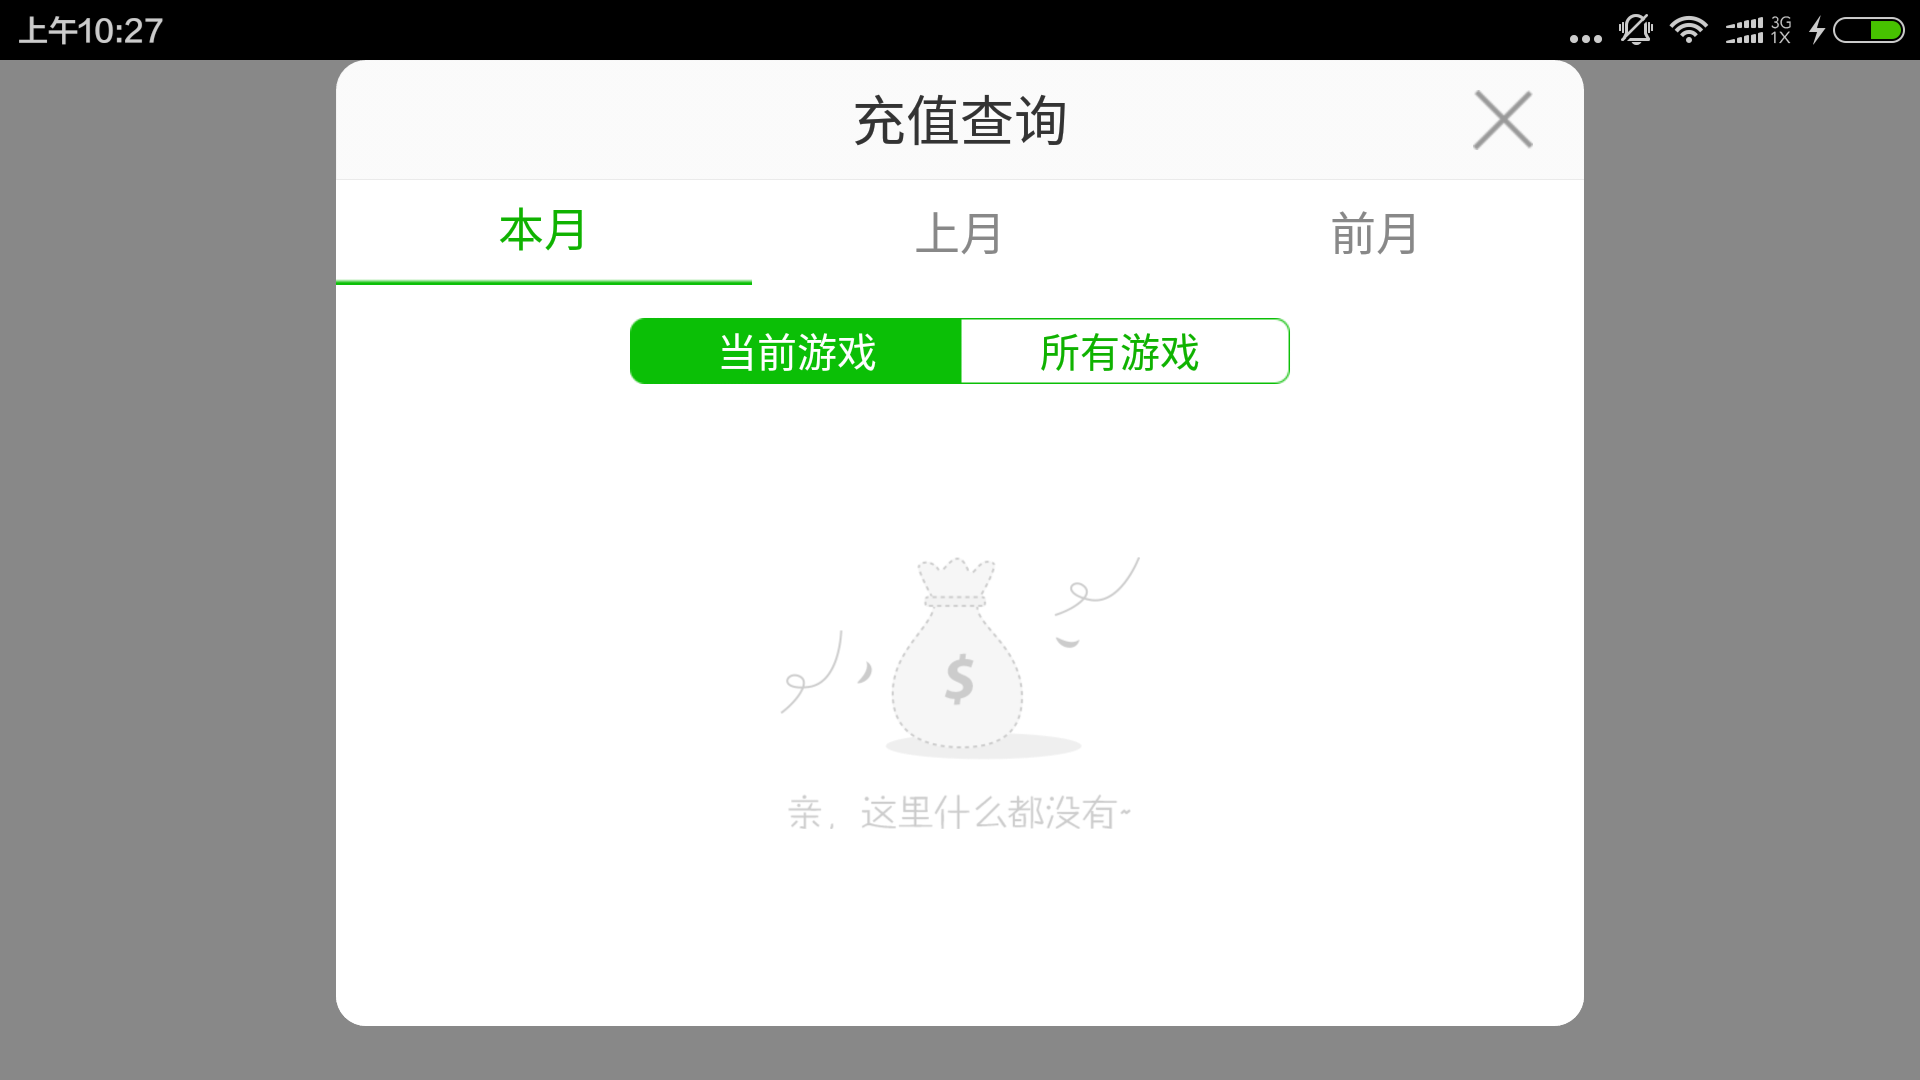 上午10:27
3G
1X
充值查询
本月
上月
前月
当前游戏
所有游戏
$
亲，这里什么都没有~